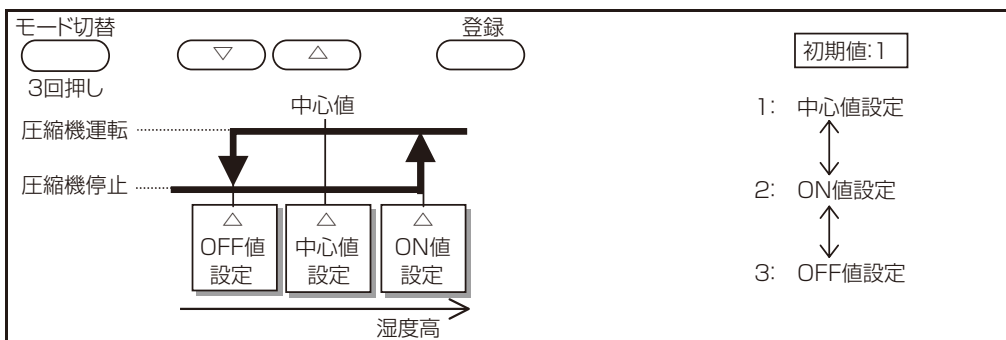 モード切替
▽
△
登録
3回押し
初期値:1
中心値
圧縮機運転
圧縮機停止
△
OFF値
設定
△
中心値
設定
△
ON値
設定
湿度高
1: 中心値設定
2: ON値設定
3: OFF値設定